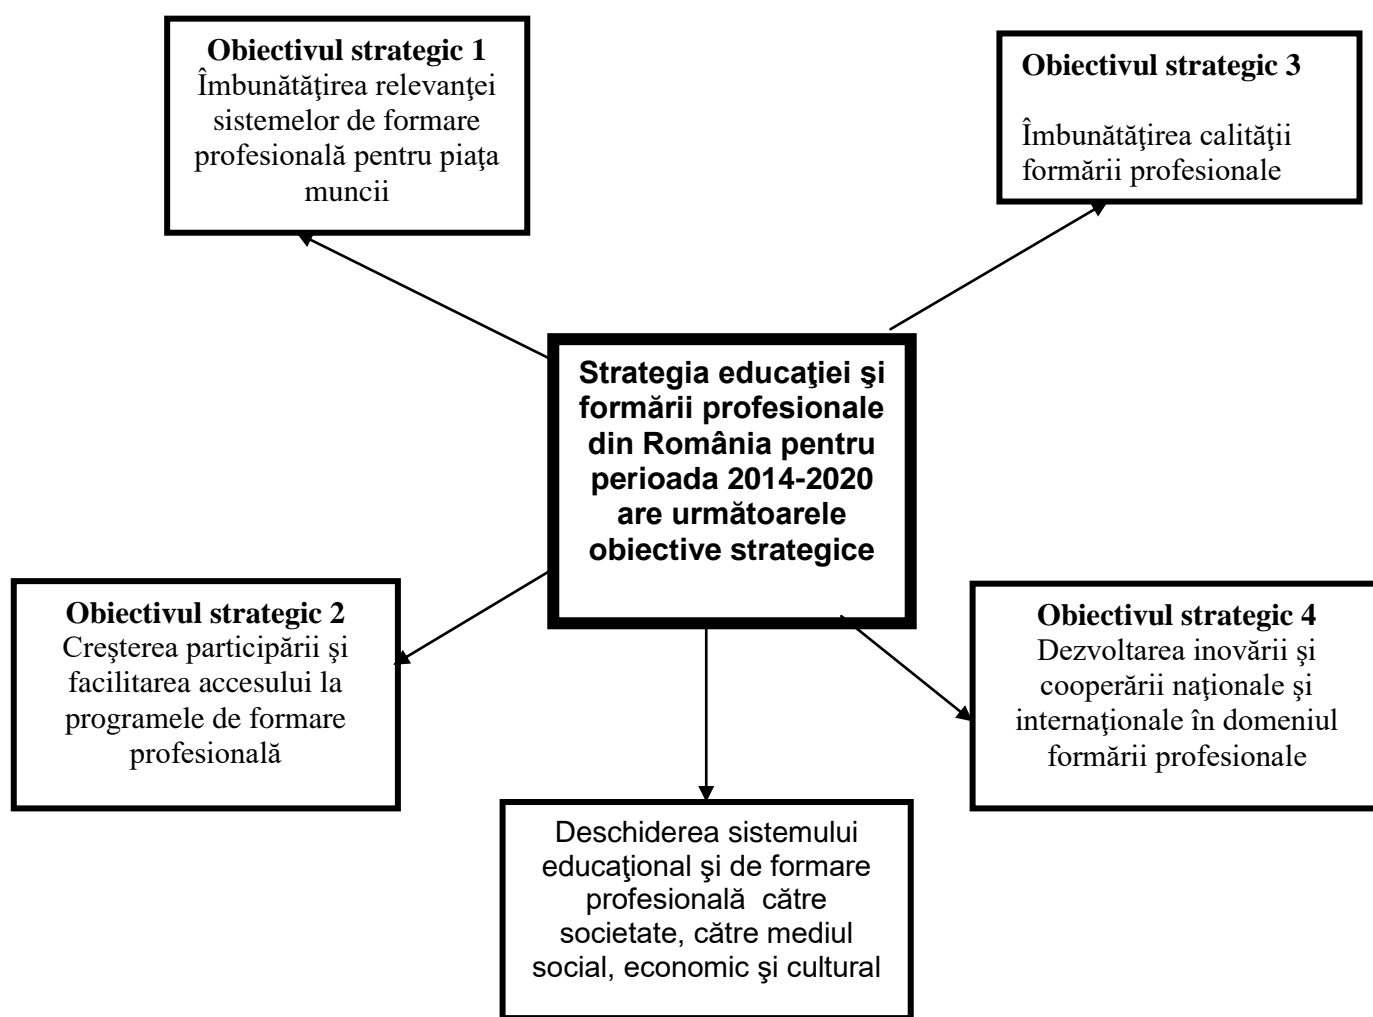 Obiectivul strategic 1
Îmbunătăţirea relevanţei
sistemelor de formare
profesională pentru piaţa
muncii
Obiectivul strategic 3
Îmbunătăţirea calităţii
formării profesionale
Strategia educaţiei şi
formării profesionale
din România pentru
perioada 2014-2020
are următoarele
obiective strategice
Obiectivul strategic 2
Creşterea participării şi
facilitarea accesului la
programele de formare
profesională
Obiectivul strategic 4
Dezvoltarea inovării şi
cooperării naţionale şi
internaţionale în domeniul
formării profesionale
Deschiderea sistemului
educaţional şi de formare
profesională către
societate, către mediul
social, economic şi cultural